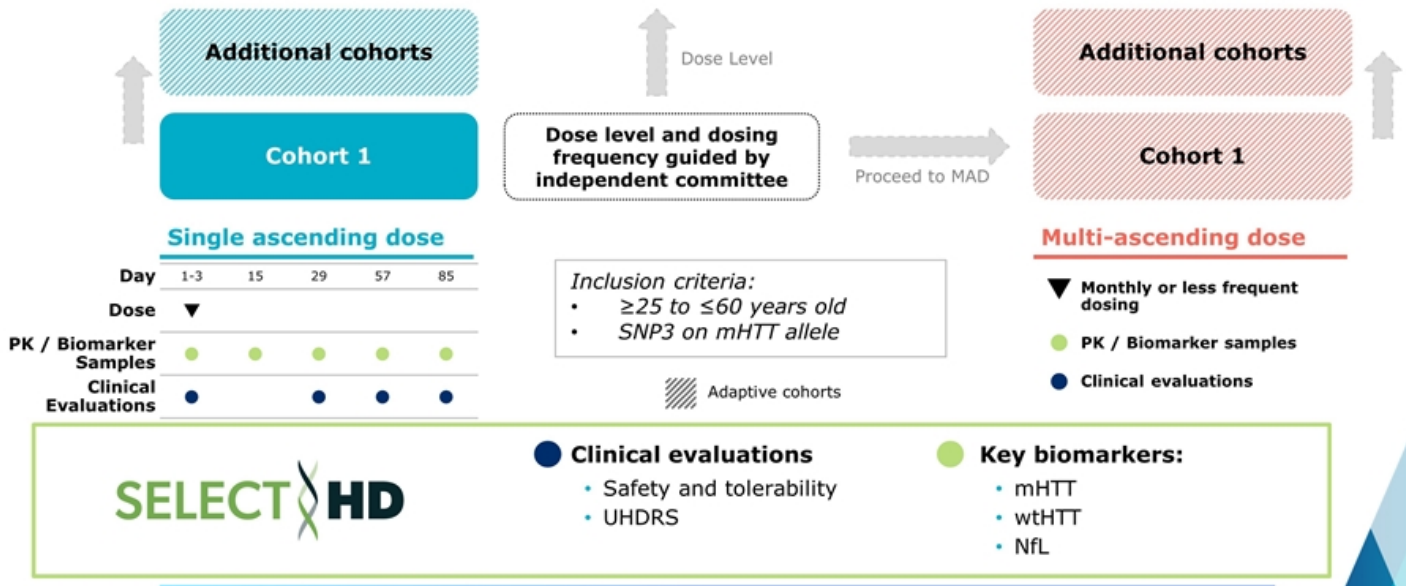 Additional cohorts
Dose Level
Additional cohorts
Cohort 1
Dose level and dosing
frequency guided by
independent committee
Proceed to MAD
Cohort 1
Single ascending dose
Day 1-3 15 29 57 85
Dose
PK / Biomarker
Samples
Clinical
Evaluations
Inclusion criteria:
• ≥25 to ≤60 years old
• SNP3 on mHTT allele
Adaptive cohorts
Multi-ascending dose
Monthly or less frequent
dosing
PK / Biomarker samples
Clinical evaluations
SELECT HD
Clinical evaluations
• Safety and tolerability
• UHDRS
Key biomarkers:
• mHTT
• wtHTT
• NfL